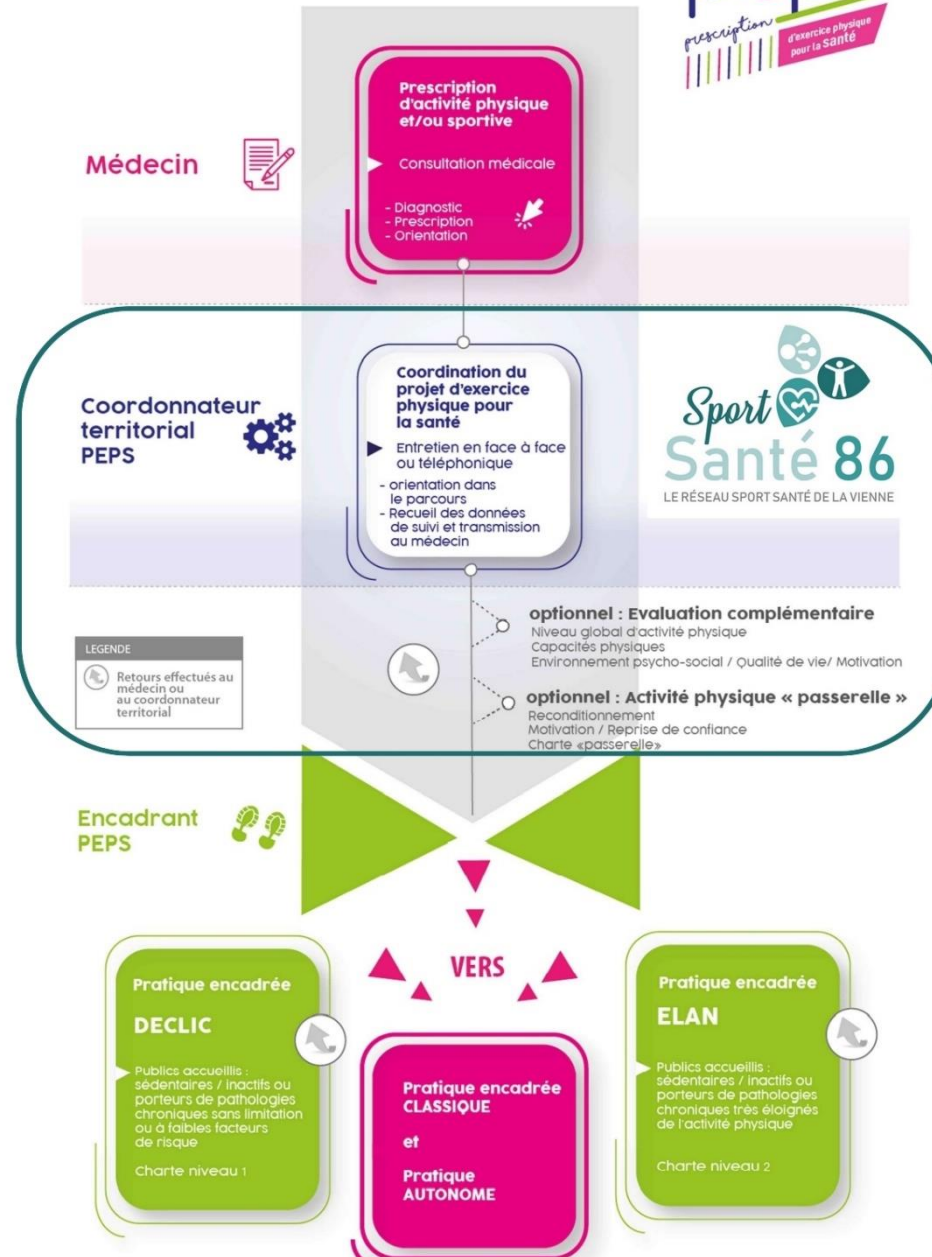 prescription
d'exercice physique
pour la santé
Prescription
d'activité physique
et/ou sportive
Médecin
Consultation médicale
- Diagnostic
- Prescription
- Orientation
Coordonnateur
territorial
PEPS
Coordination du
projet d'exercice
physique pour
la santé
Entretien en face à face
ou téléphonique
- orientation dans
le parcours
- Recueil des données
de suivi et transmission
au médecin
Sport
Santé 86
LE RÉSEAU SPORT SANTÉ DE LA VIENNE
optionnel : Evaluation complémentaire
Niveau global d'activité physique
Capacités physiques
Environnement psycho-social / Qualité de vie/ Motivation
LEGENDE
Retours effectués au
médecin ou
au coordonnateur
territorial
optionnel : Activité physique « passerelle »
Reconditionnement
Motivation / Reprise de confiance
Charte «passerelle»
Encadrant
PEPS
VERS
Pratique encadrée
DECLIC
Publics accueillis :
sédentaires / inactifs ou
porteurs de pathologies
chroniques sans limitation
ou à faibles facteurs
de risque
Charte niveau 1
Pratique encadrée
CLASSIQUE
et
Pratique
AUTONOME
Pratique encadrée
ELAN
Publics accueillis :
sédentaires / inactifs ou
porteurs de pathologies
chroniques très éloignés
de l'activité physique
Charte niveau 2